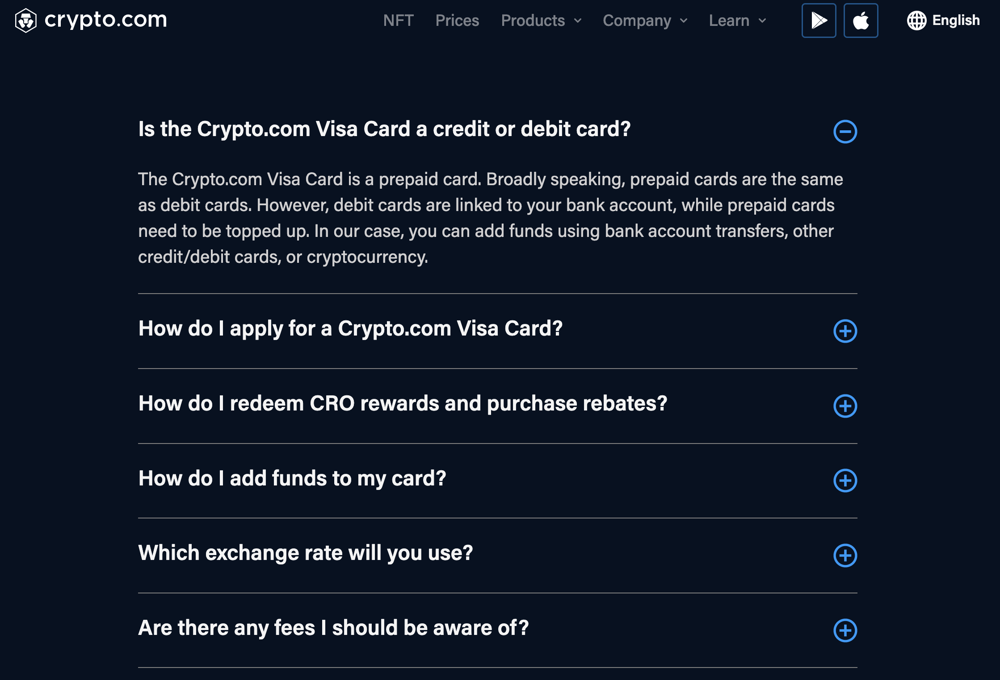 crypto.com
NFT Prices Products Company Learn English
Is the Crypto.com Visa Card a credit or debit card?
The Crypto.com Visa Card is a prepaid card. Broadly speaking, prepaid cards are the same
as debit cards. However, debit cards are linked to your bank account, while prepaid cards
need to be topped up. In our case, you can add funds using bank account transfers, other
credit/debit cards, or cryptocurrency.
How do I apply for a Crypto.com Visa Card?
How do I redeem CRO rewards and purchase rebates?
How do I add funds to my card?
Which exchange rate will you use?
Are there any fees I should be aware of?